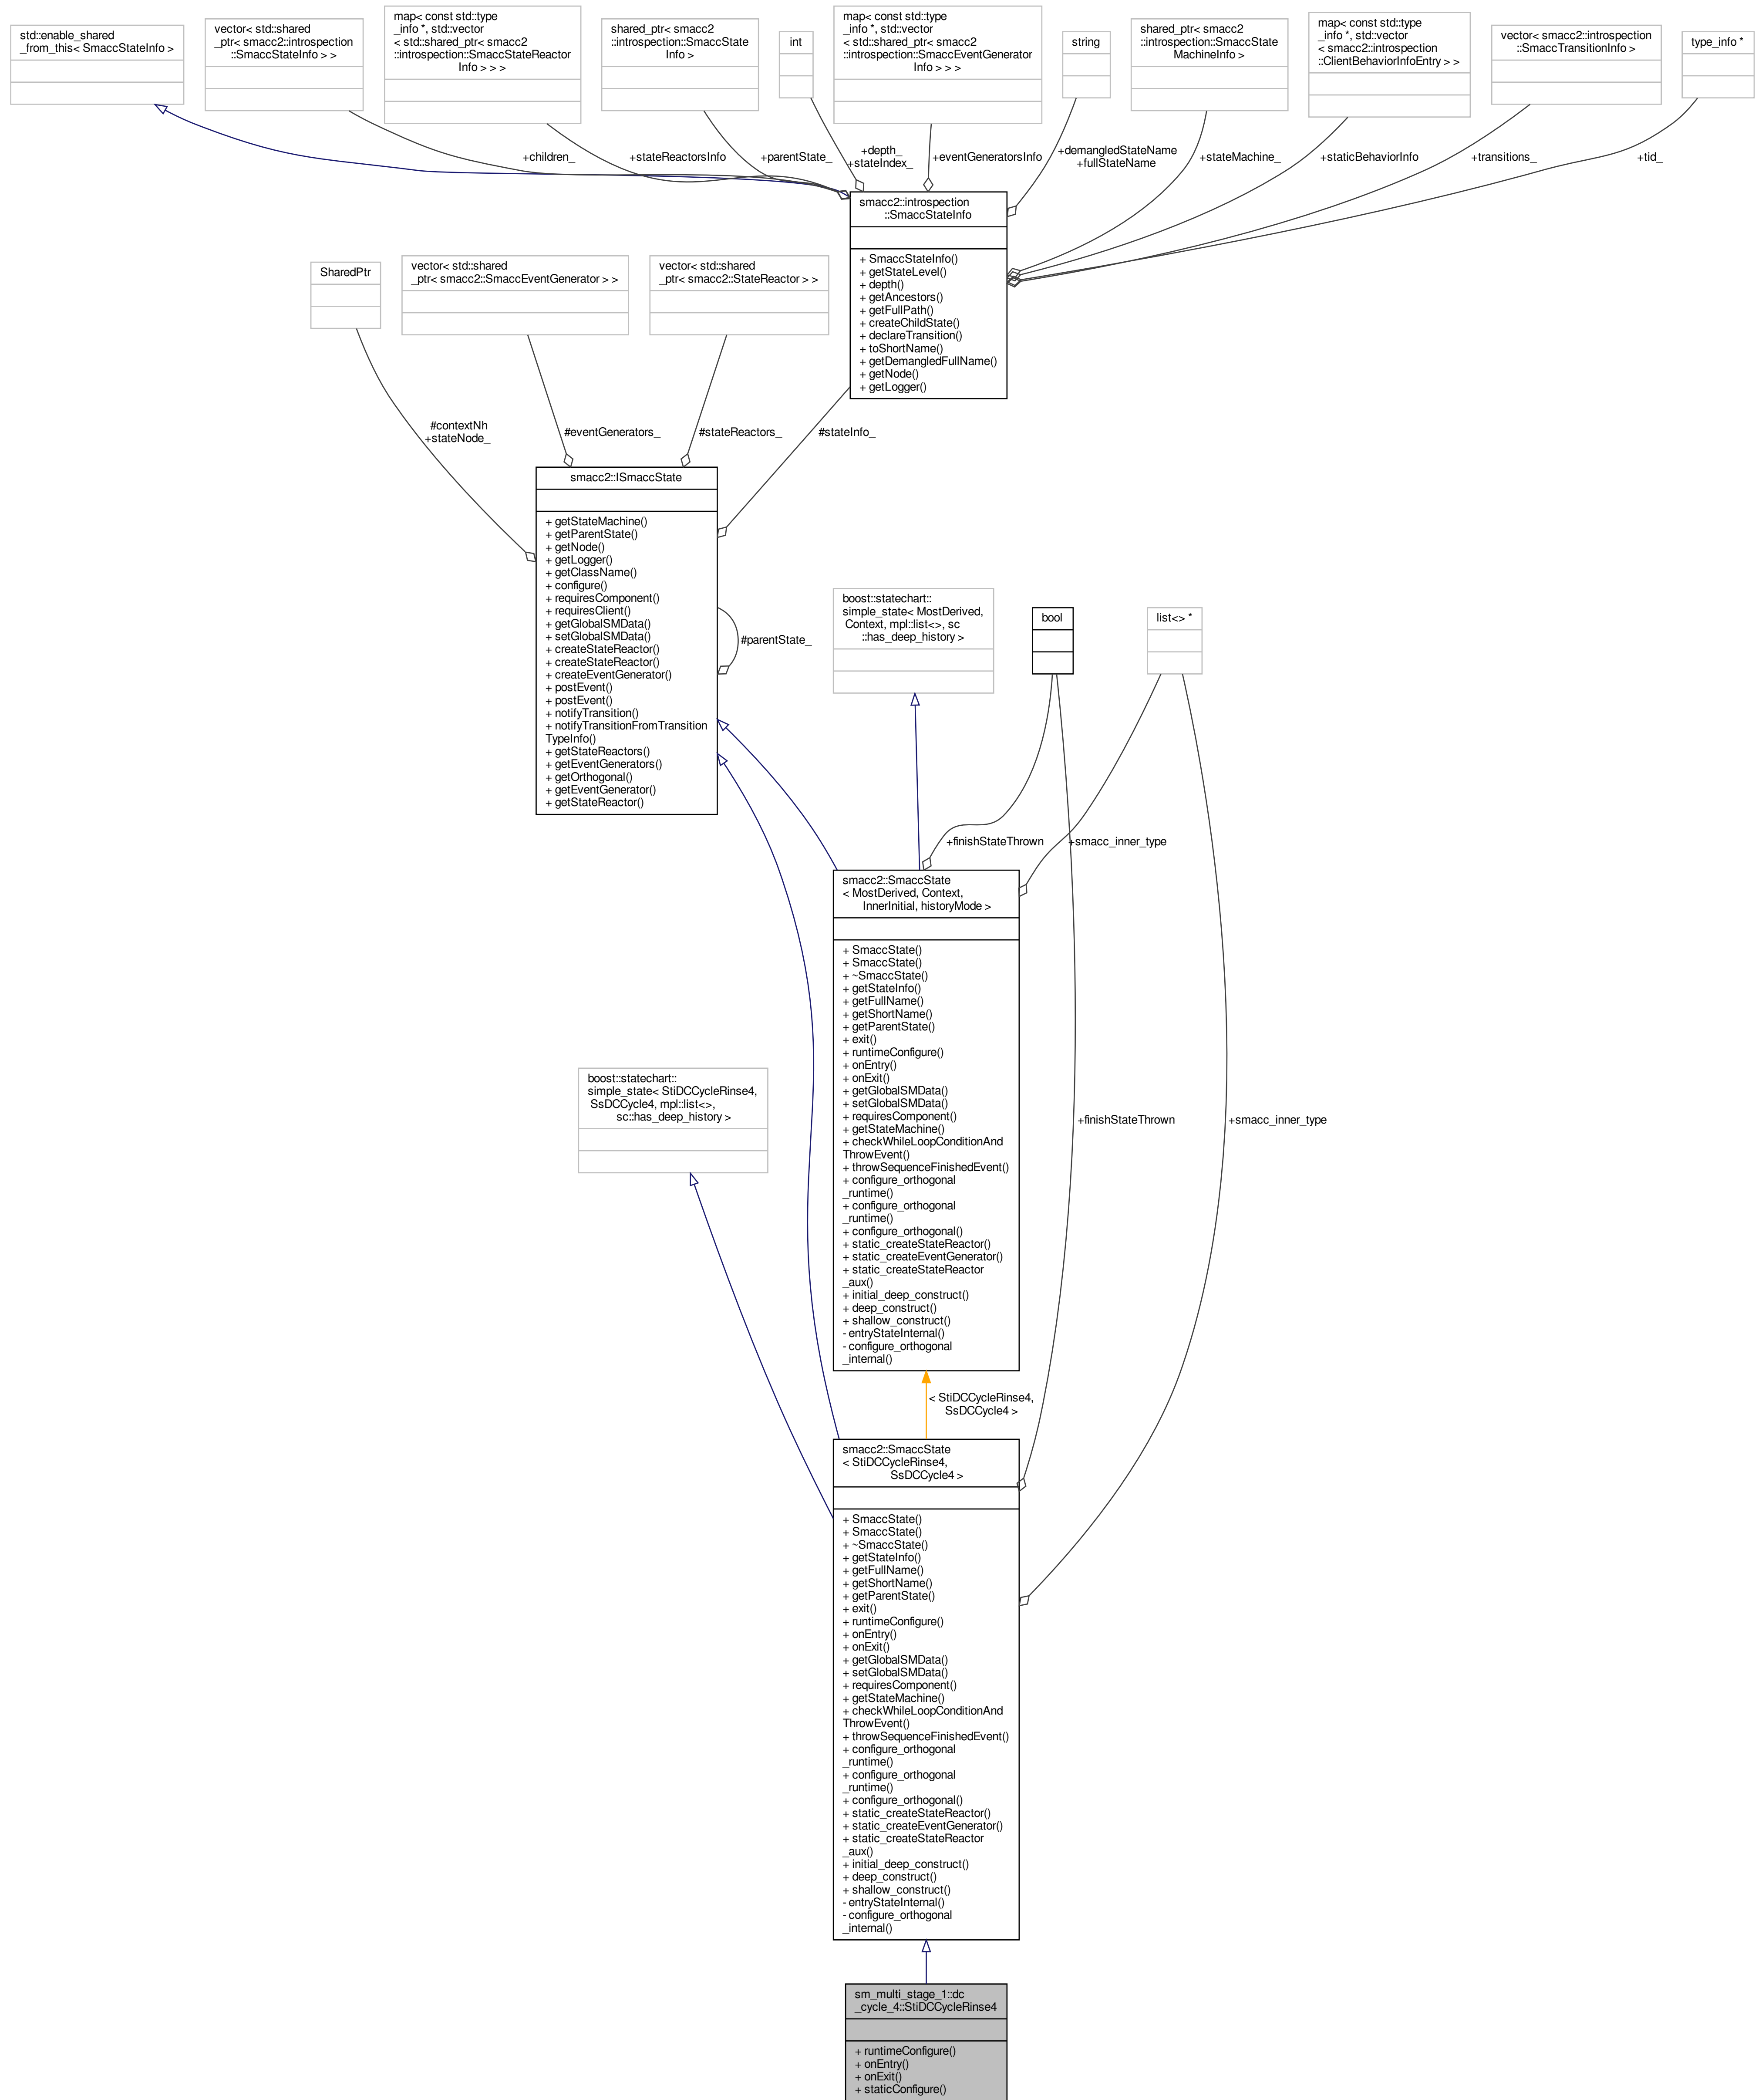 std::enable_shared
_from_this< SmaccStateInfo >
vector< std::shared
_ptr< smacc2::introspection
::SmaccStateInfo > >
map< const std::type
_info *, std::vector
< std::shared_ptr< smacc2
::introspection::SmaccStateReactor
Info > > >
shared_ptr< smacc2
::introspection::SmaccState
Info >
int
map< const std::type
_info *, std::vector
< std::shared_ptr< smacc2
::introspection::SmaccEventGenerator
Info > > >
string
shared_ptr< smacc2
::introspection::SmaccState
MachineInfo >
map< const std::type
_info *, std::vector
< smacc2::introspection
::ClientBehaviorInfoEntry > >
vector< smacc2::introspection
::SmaccTransitionInfo >
type_info *
+children_
+stateReactorsInfo
+parentState_
+depth_
+stateIndex_
+eventGeneratorsInfo
+demangledStateName
+fullStateName
+stateMachine_
+staticBehaviorInfo
+transitions_
+tid_
smacc2::introspection
::SmaccStateInfo
+ SmaccStateInfo()
+ getStateLevel()
+ depth()
+ getAncestors()
+ getFullPath()
+ createChildState()
+ declareTransition()
+ toShortName()
+ getDemangledFullName()
+ getNode()
+ getLogger()
SharedPtr
vector< std::shared
_ptr< smacc2::SmaccEventGenerator > >
vector< std::shared
_ptr< smacc2::StateReactor > >
#contextNh
+stateNode_
#eventGenerators_
#stateReactors_
#stateInfo_
smacc2::ISmaccState
+ getStateMachine()
+ getParentState()
+ getNode()
+ getLogger()
+ getClassName()
+ configure()
+ requiresComponent()
+ requiresClient()
+ getGlobalSMData()
+ setGlobalSMData()
+ createStateReactor()
+ createStateReactor()
+ createEventGenerator()
+ postEvent()
+ postEvent()
+ notifyTransition()
+ notifyTransitionFromTransition
TypeInfo()
+ getStateReactors()
+ getEventGenerators()
+ getOrthogonal()
+ getEventGenerator()
+ getStateReactor()
#parentState_
boost::statechart::
simple_state< MostDerived,
Context, mpl::list<>, sc
::has_deep_history >
bool
list<> *
+finishStateThrown
+smacc_inner_type
smacc2::SmaccState
< MostDerived, Context,
InnerInitial, historyMode >
+ SmaccState()
+ SmaccState()
+ ~SmaccState()
+ getStateInfo()
+ getFullName()
+ getShortName()
+ getParentState()
+ exit()
+ runtimeConfigure()
+ onEntry()
+ onExit()
+ getGlobalSMData()
+ setGlobalSMData()
+ requiresComponent()
+ getStateMachine()
+ checkWhileLoopConditionAnd
ThrowEvent()
+ throwSequenceFinishedEvent()
+ configure_orthogonal
_runtime()
+ configure_orthogonal
_runtime()
+ configure_orthogonal()
+ static_createStateReactor()
+ static_createEventGenerator()
+ static_createStateReactor
_aux()
+ initial_deep_construct()
+ deep_construct()
+ shallow_construct()
- entryStateInternal()
- configure_orthogonal
_internal()
boost::statechart::
simple_state< StiDCCycleRinse4,
SsDCCycle4, mpl::list<>,
sc::has_deep_history >
+finishStateThrown
+smacc_inner_type
< StiDCCycleRinse4,
SsDCCycle4 >
smacc2::SmaccState
< StiDCCycleRinse4,
SsDCCycle4 >
+ SmaccState()
+ SmaccState()
+ ~SmaccState()
+ getStateInfo()
+ getFullName()
+ getShortName()
+ getParentState()
+ exit()
+ runtimeConfigure()
+ onEntry()
+ onExit()
+ getGlobalSMData()
+ setGlobalSMData()
+ requiresComponent()
+ getStateMachine()
+ checkWhileLoopConditionAnd
ThrowEvent()
+ throwSequenceFinishedEvent()
+ configure_orthogonal
_runtime()
+ configure_orthogonal
_runtime()
+ configure_orthogonal()
+ static_createStateReactor()
+ static_createEventGenerator()
+ static_createStateReactor
_aux()
+ initial_deep_construct()
+ deep_construct()
+ shallow_construct()
- entryStateInternal()
- configure_orthogonal
_internal()
sm_multi_stage_1::dc
_cycle_4::StiDCCycleRinse4
+ runtimeConfigure()
+ onEntry()
+ onExit()
+ staticConfigure()